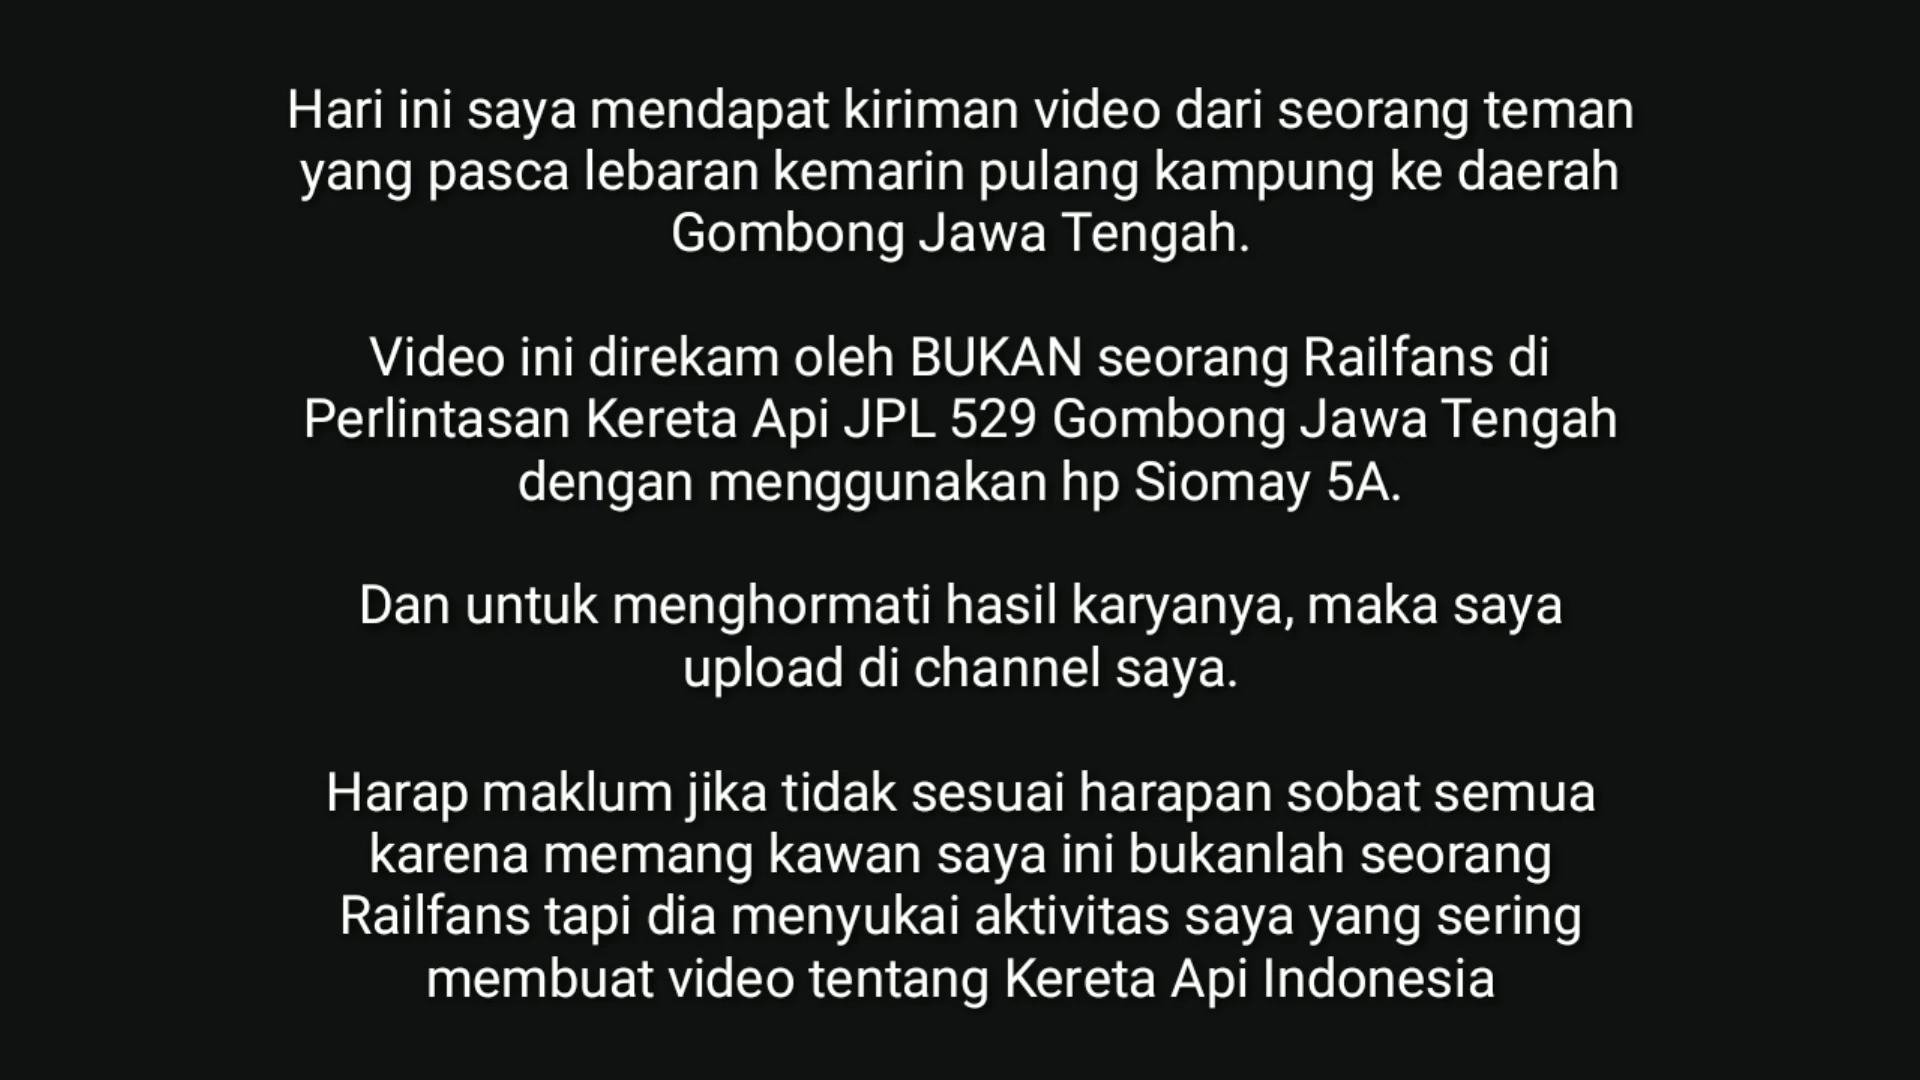 Hari ini saya mendapat kiriman video dari seorang teman
yang pasca lebaran kemarin pulang kampung ke daerah
Gombong Jawa Tengah.
Video ini direkam oleh BUKAN seorang Railfans di
Perlintasan Kereta Api JPL 529 Gombong Jawa Tengah
dengan menggunakan hp Siomay 5A.
Dan untuk menghormati hasil karyanya, maka saya
upload di channel saya.
Harap maklum jika tidak sesuai harapan sobat semua
karena memang kawan saya ini bukanlah seorang
Railfans tapi dia menyukai aktivitas saya yang sering
membuat video tentang Kereta Api Indonesia